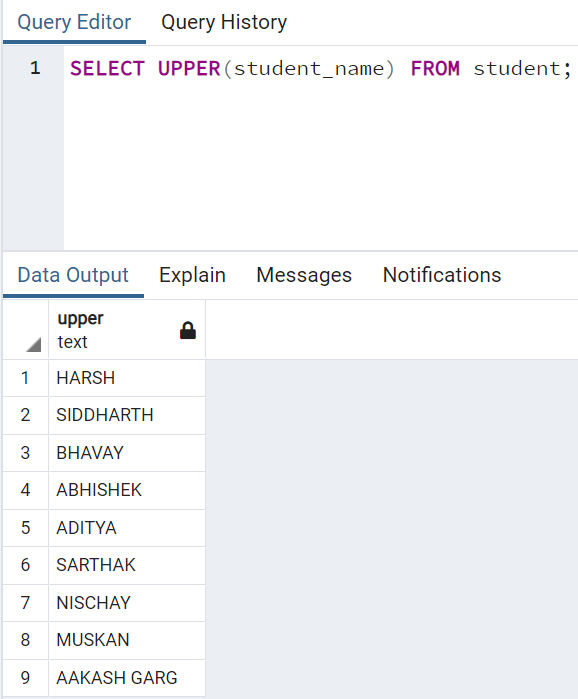 Query Editor Query History
1 SELECT UPPER(student_name) FROM student;
Data Output Explain Messages Notifications
upper
text
1 HARSH
2 SIDDHARTH
3 BHAVAY
4 ABHISHEK
5 ADITYA
6 SARTHAK
7 NISCHAY
8 MUSKAN
9 AAKASH GARG